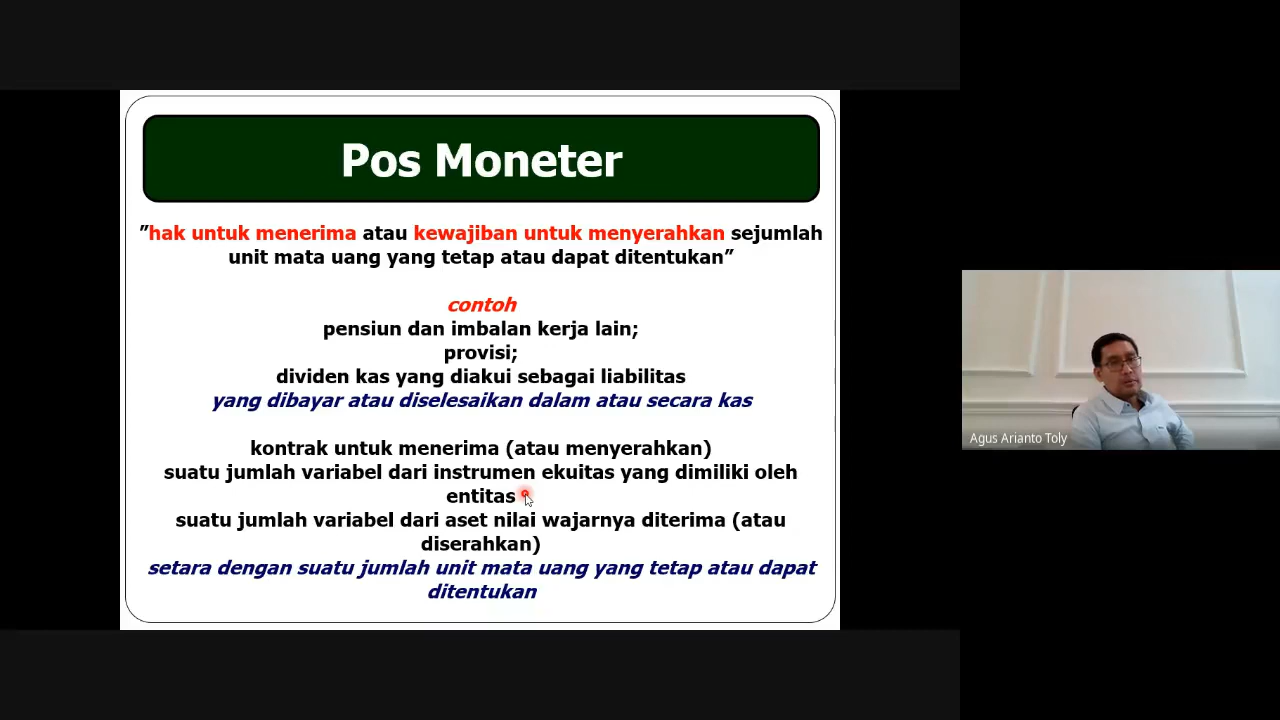 Pos Moneter
”hak untuk menerima atau kewajiban untuk menyerahkan sejumlah
unit mata uang yang tetap atau dapat ditentukan”
contoh
pensiun dan imbalan kerja lain;
provisi;
dividen kas yang diakui sebagai liabilitas
yang dibayar atau diselesaikan dalam atau secara kas
kontrak untuk menerima (atau menyerahkan)
suatu jumlah variabel dari instrumen ekuitas yang dimiliki oleh
entitas
suatu jumlah variabel dari aset nilai wajarnya diterima (atau
diserahkan)
setara dengan suatu jumlah unit mata uang yang tetap atau dapat
ditentukan
Agus Arianto Toly